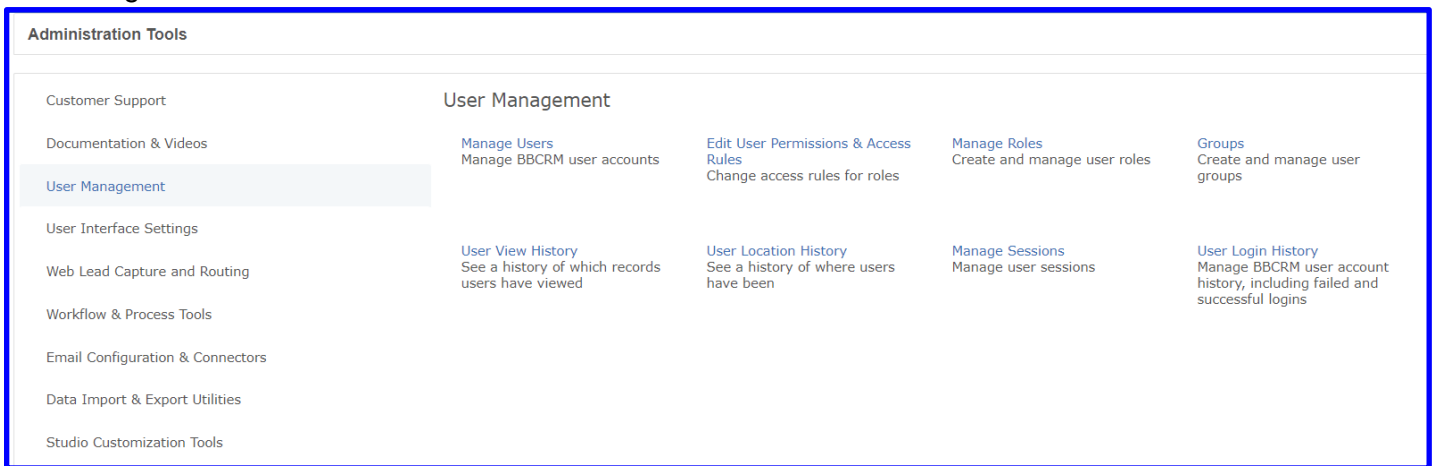 Administration Tools
Customer Support
Documentation & Videos
User Management
User Interface Settings
Web Lead Capture and Routing
Workflow & Process Tools
Email Configuration & Connectors
Data Import & Export Utilities
Studio Customization Tools
User Management
Manage Users
Manage BBCRM user accounts
Edit User Permissions & Access
Rules
Change access rules for roles
Manage Roles
Create and manage user roles
Groups
Create and manage user
groups
User View History
See a history of which records
users have viewed
User Location History
See a history of where users
have been
Manage Sessions
Manage user sessions
User Login History
Manage BBCRM user account
history, including failed and
successful logins